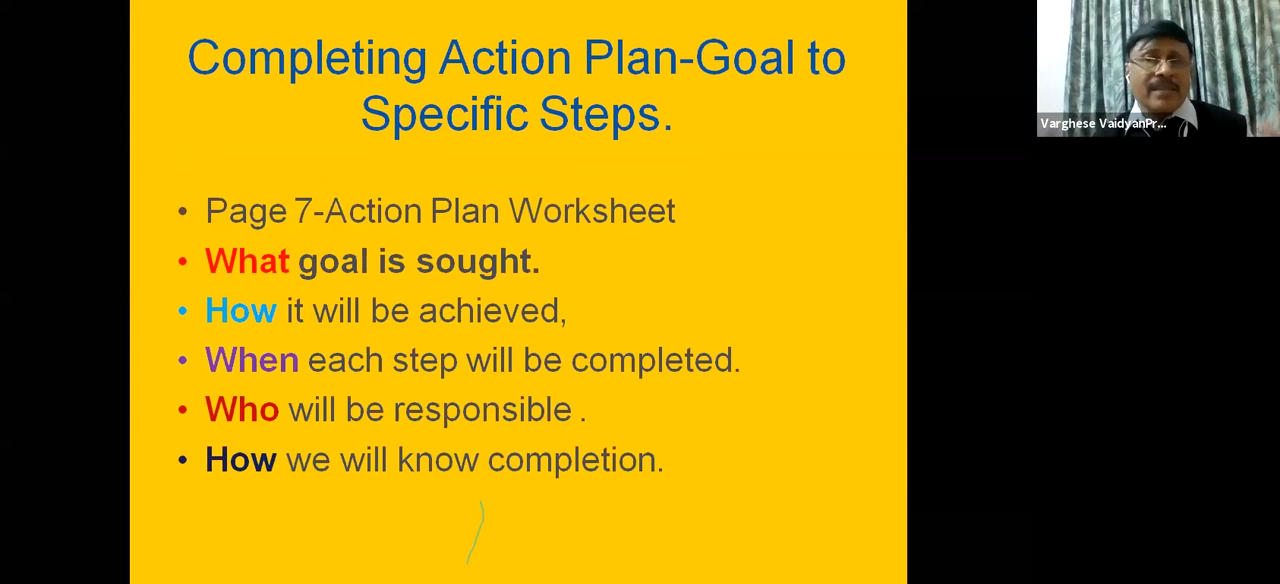 Completing Action Plan-Goal to
Specific Steps.
• Page 7-Action Plan Worksheet
• What goal is sought.
• How it will be achieved,
• When each step will be completed.
• Who will be responsible .
• How we will know completion.
Varghese VaidyanPr...